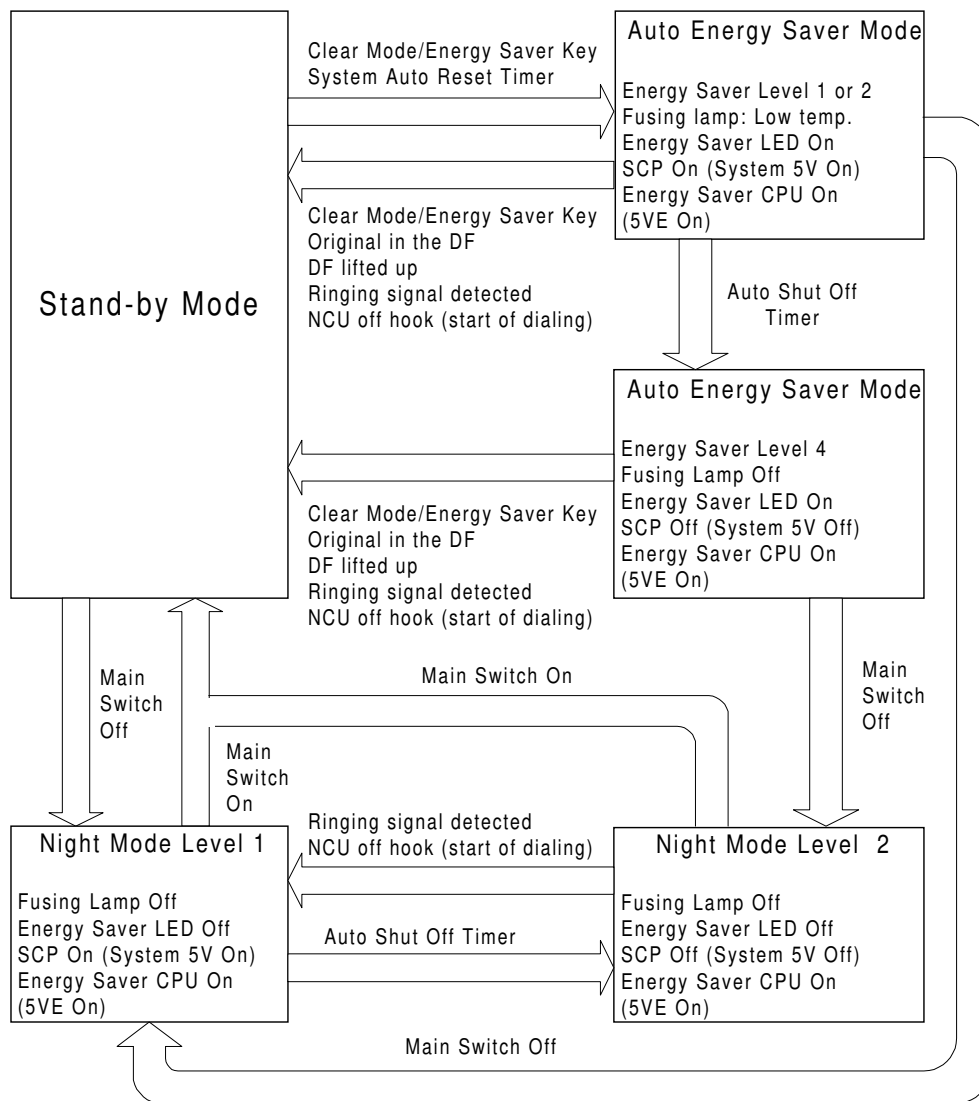 Auto Energy Saver Mode
Clear Mode/Energy Saver Key
System Auto Reset Timer
Energy Saver Level 1 or 2
Fusing lamp: Low temp.
Energy Saver LED On
SCP On (System 5V On)
Energy Saver CPU On
(5VE On)
Clear Mode/Energy Saver Key
Original in the DF
DF lifted up
Ringing signal detected
NCU off hook (start of dialing)
Stand-by Mode
Auto Shut Off
Timer
Auto Energy Saver Mode
Energy Saver Level 4
Fusing Lamp Off
Energy Saver LED On
SCP Off (System 5V Off)
Energy Saver CPU On
(5VE On)
Clear Mode/Energy Saver Key
Original in the DF
DF lifted up
Ringing signal detected
NCU off hook (start of dialing)
Main
Switch
Off
Main Switch On
Main
Switch
Off
Main
Switch
On
Night Mode Level 1
Fusing Lamp Off
Energy Saver LED Off
SCP On (System 5V On)
Energy Saver CPU On
(5VE On)
Ringing signal detected
NCU off hook (start of dialing)
Auto Shut Off Timer
Night Mode Level 2
Fusing Lamp Off
Energy Saver LED Off
SCP Off (System 5V Off)
Energy Saver CPU On
(5VE On)
Main Switch Off